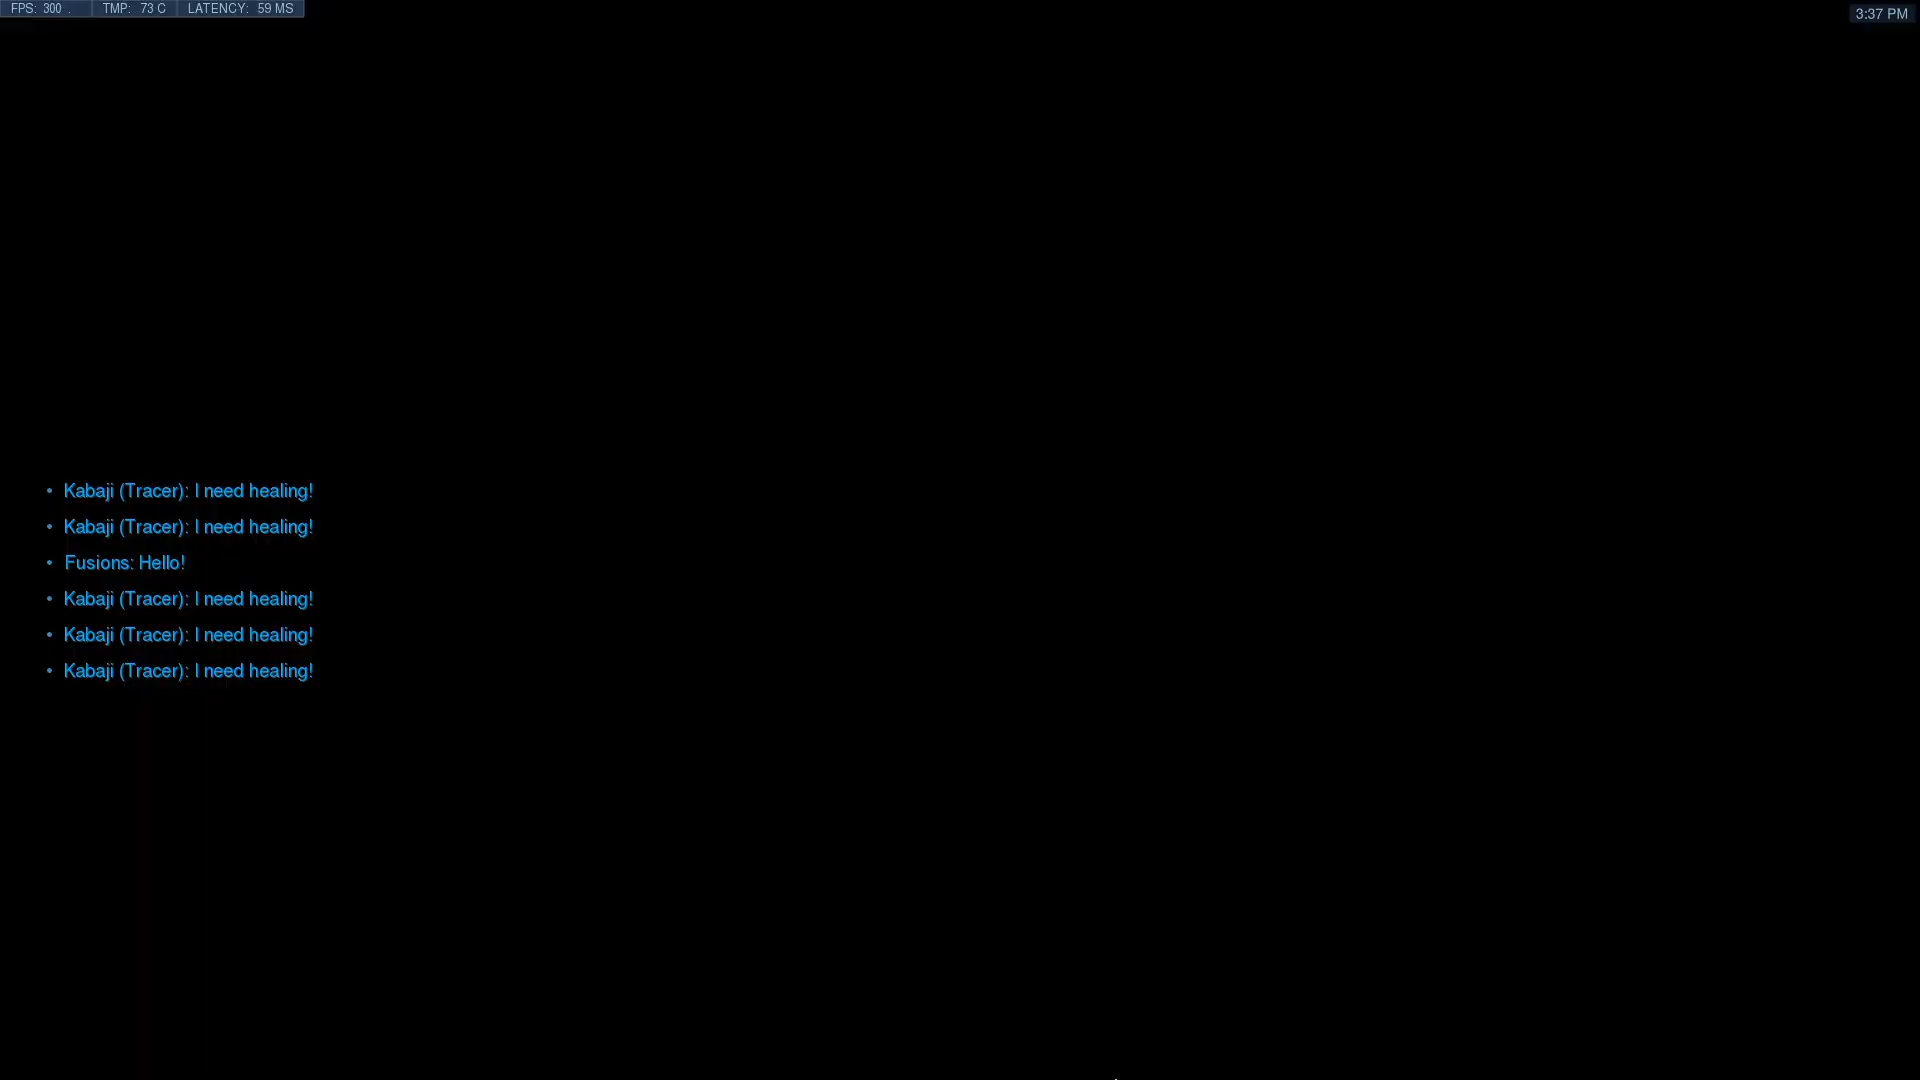 FPS: 300 . TMP: 73 C LATENCY: 59 MS 3:37 PM
• Kabaji (Tracer): I need healing!
• Kabaji (Tracer): I need healing!
• Fusions: Hello!
• Kabaji (Tracer): I need healing!
• Kabaji (Tracer): I need healing!
• Kabaji (Tracer): I need healing!